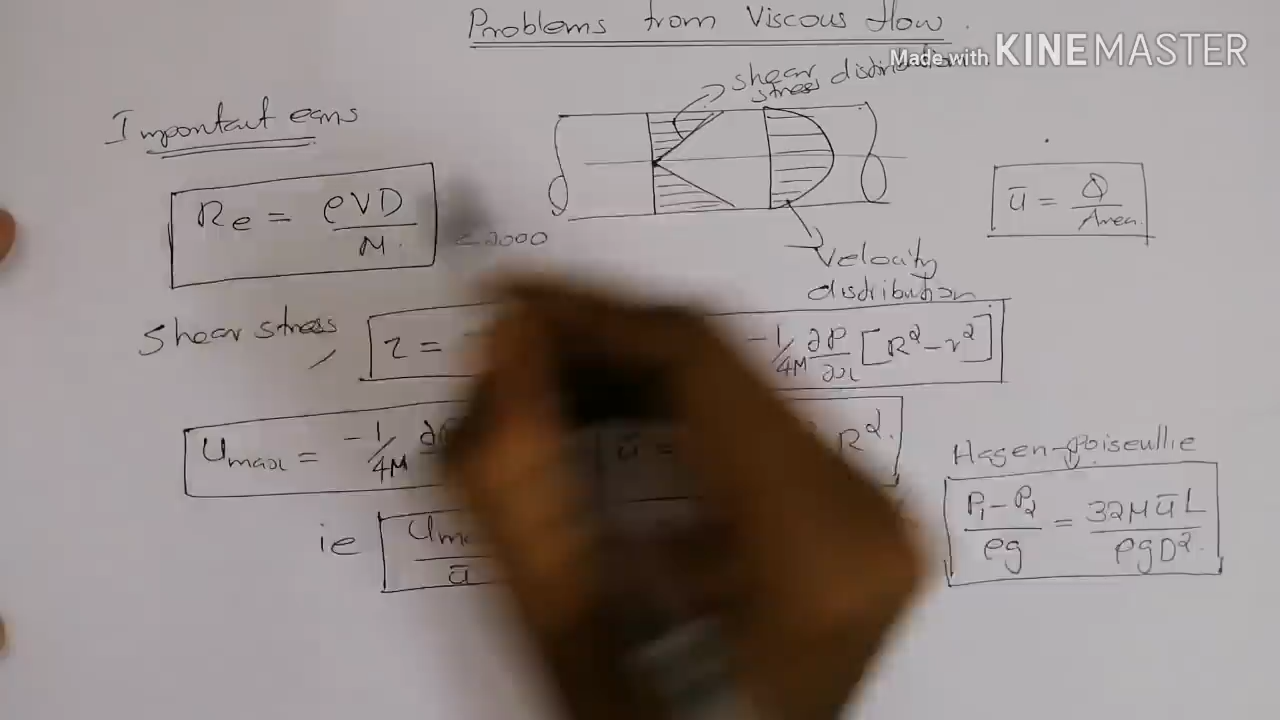 Problems from Viscous flow
Made with KINEMASTER
shear stress distribution
Important eqns
Re = ρVD / μ
< 2000
ū = Q / Area
Velocity distribution
Shear stress
τ = -
-1/4μ ∂P/∂x [R² - r²]
Umax = -1/4μ ∂P
ū =
R²
ie
Uma
ū
Hagen-Poiseullie
P₁ - P₂ / ρg = 32μūL / ρgD²